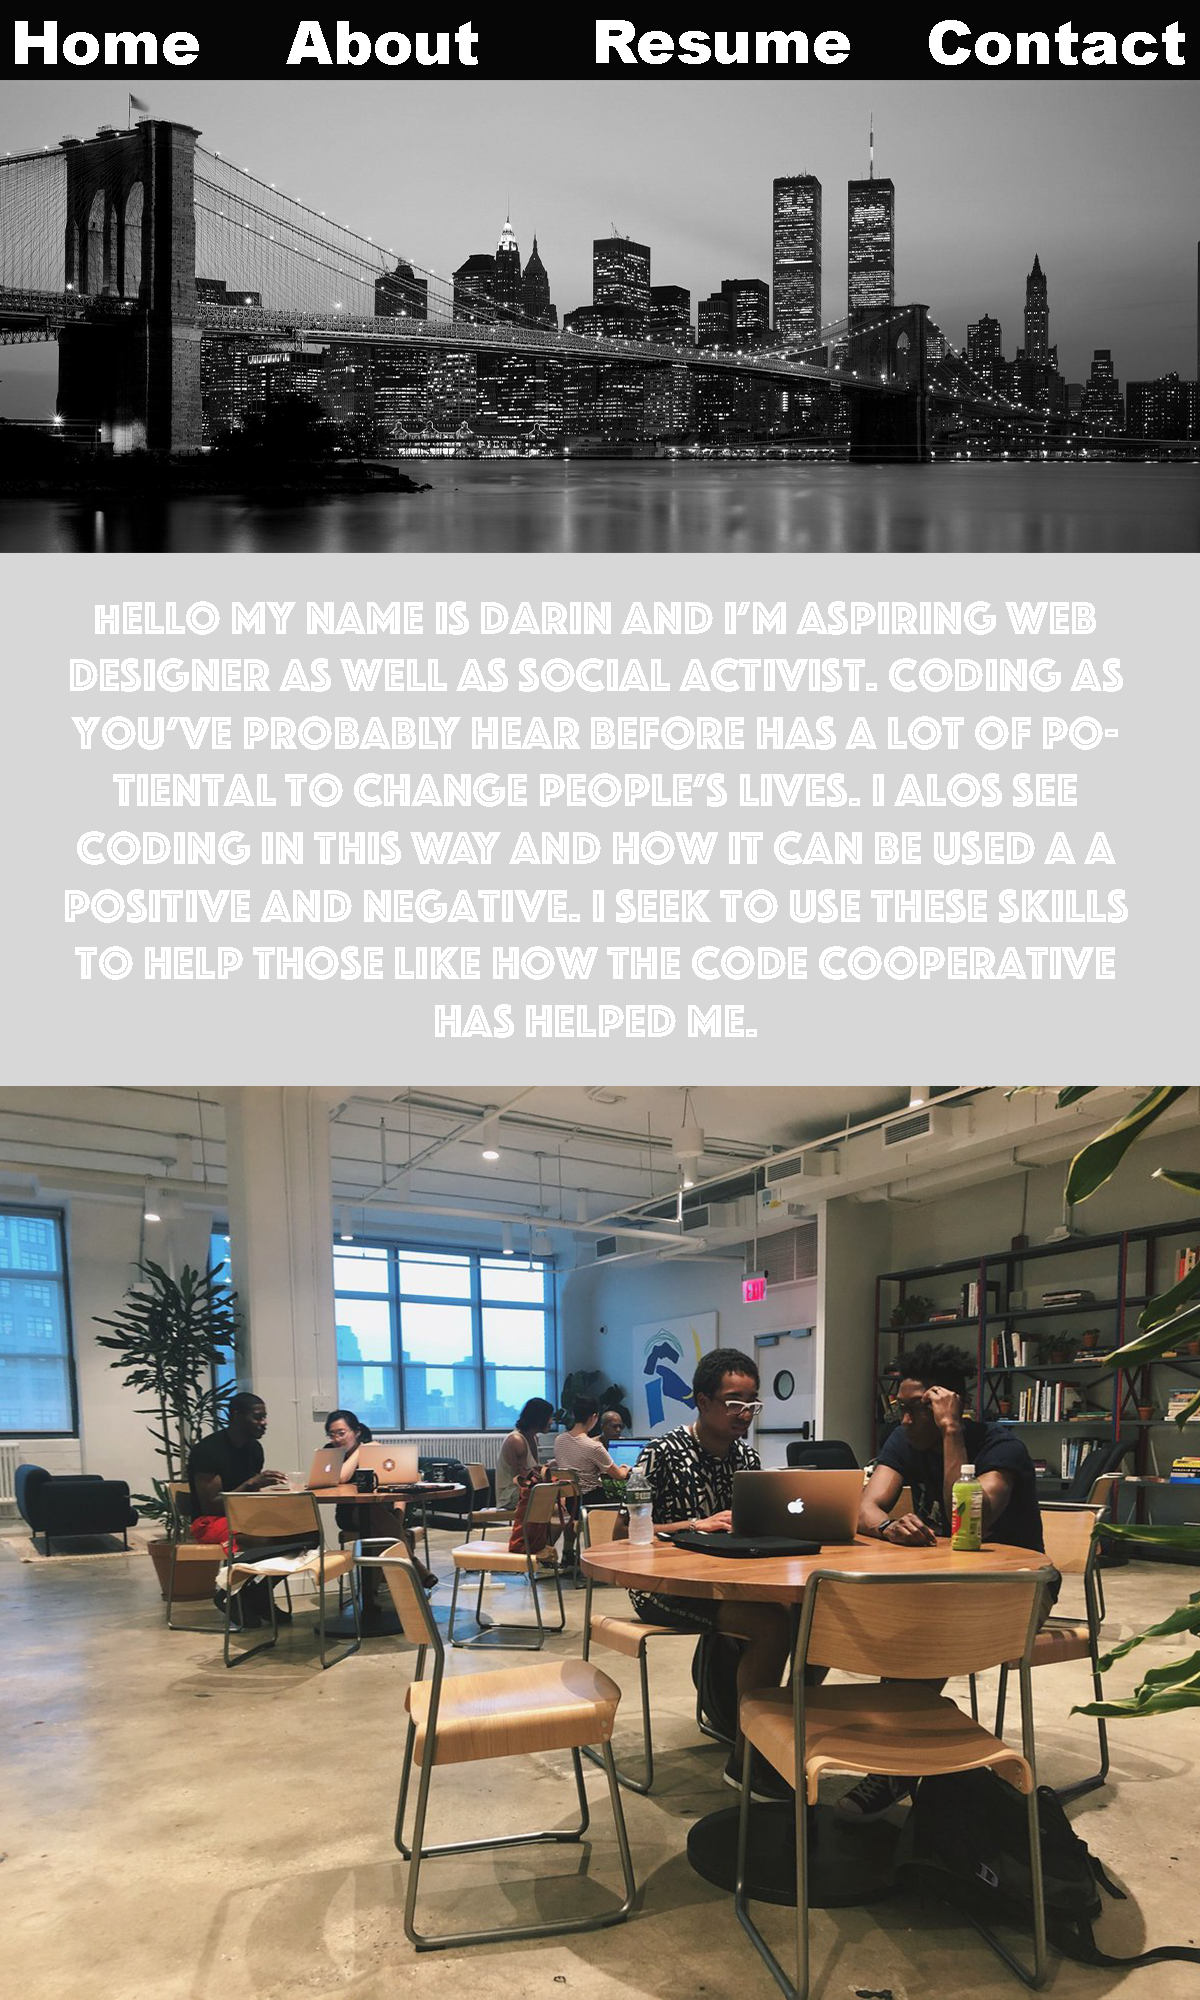 Home About Resume Contact
PIER 17
HELLO MY NAME IS DARIN AND I'M ASPIRING WEB
DESIGNER AS WELL AS SOCIAL ACTIVIST. CODING AS
YOU'VE PROBABLY HEAR BEFORE HAS A LOT OF PO-
TIENTAL TO CHANGE PEOPLE'S LIVES. I ALOS SEE
CODING IN THIS WAY AND HOW IT CAN BE USED A A
POSITIVE AND NEGATIVE. I SEEK TO USE THESE SKILLS
TO HELP THOSE LIKE HOW THE CODE COOPERATIVE
HAS HELPED ME.
EXIT